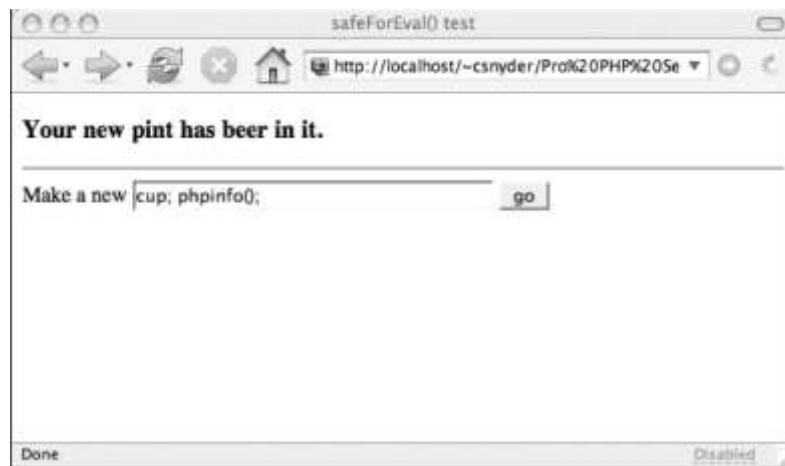 safeForEval() test
http://localhost/~csnyder/Pro%20PHP%20Se
Your new pint has beer in it.
Make a new cup; phpinfo(); go
Done Disabled